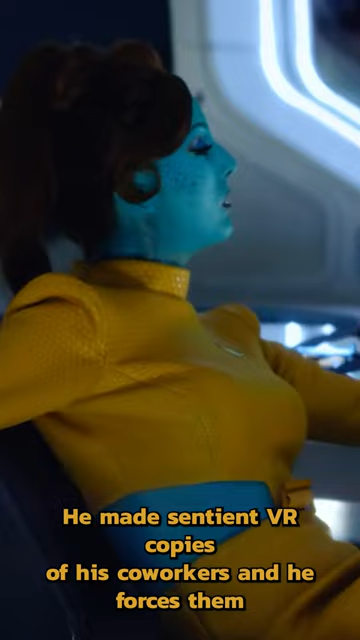 He made sentient VR
copies
of his coworkers and he
forces them